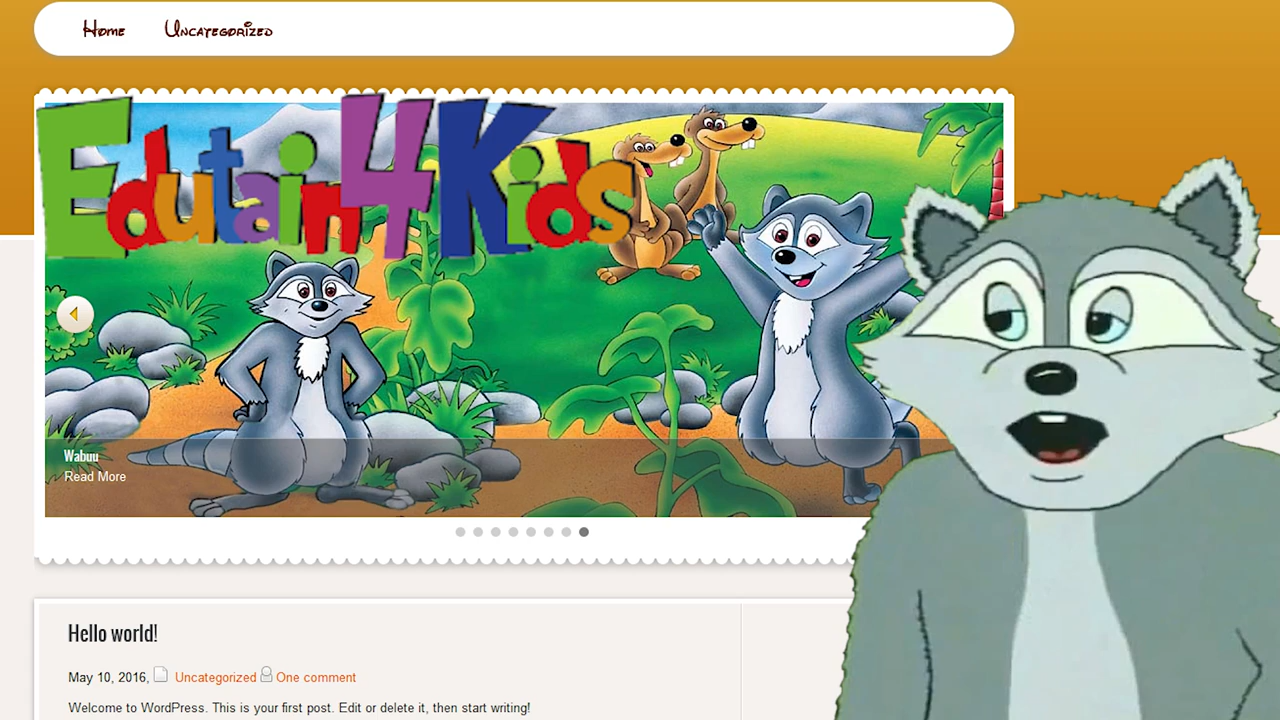 Home Uncategorized
Edutain4Kids
Wabuu
Read More
Hello world!
May 10, 2016, Uncategorized One comment
Welcome to WordPress. This is your first post. Edit or delete it, then start writing!